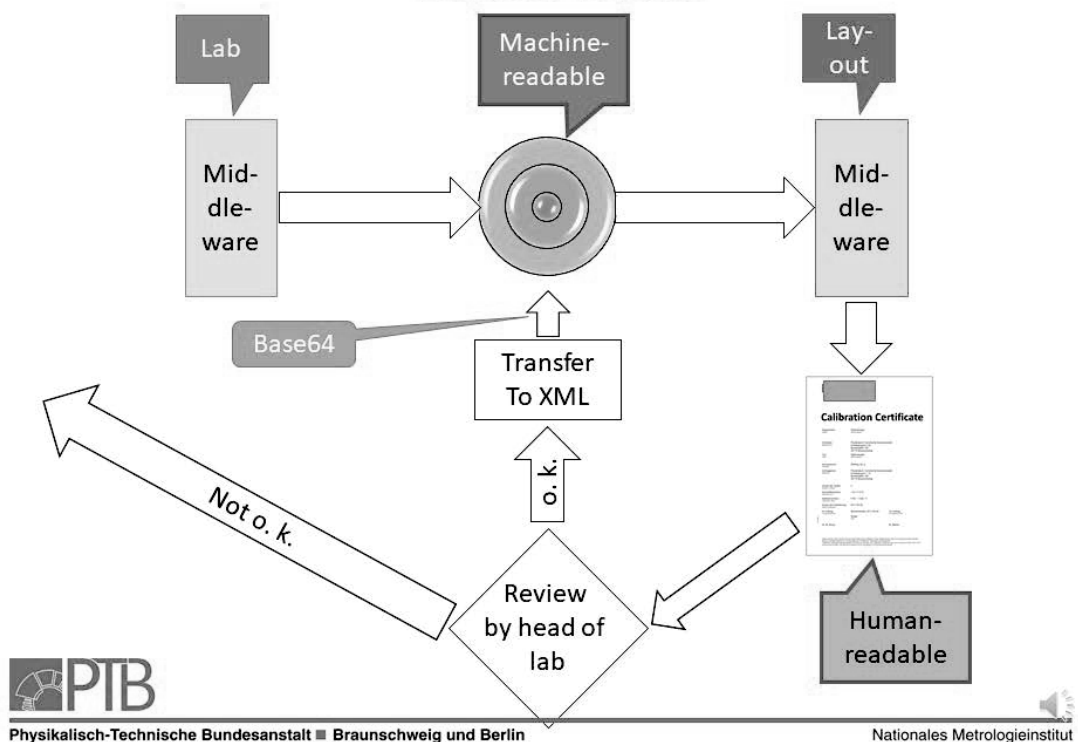 Lab
Machine-
readable
Lay-
out
Mid-
dle-
ware
Mid-
dle-
ware
Base64
Transfer
To XML
Calibration Certificate
o. k.
Not o. k.
Review
by head of
lab
Human-
readable
PTB
Physikalisch-Technische Bundesanstalt ■ Braunschweig und Berlin
Nationales Metrologieinstitut